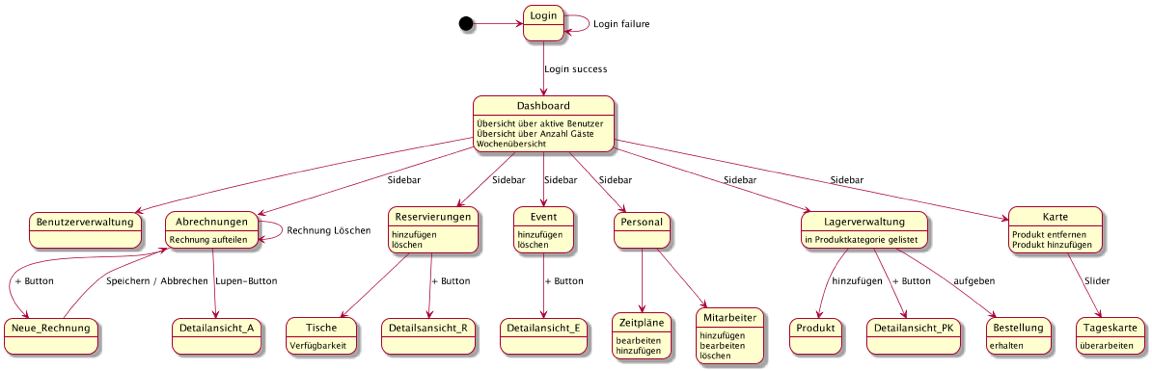 Login
Login failure
Login success
Dashboard
Übersicht über aktive Benutzer
Übersicht über Anzahl Gäste
Wochenübersicht
Sidebar
Sidebar
Sidebar
Sidebar
Sidebar
Sidebar
Benutzerverwaltung
Abrechnungen
Rechnung aufteilen
Rechnung Löschen
Reservierungen
hinzufügen
löschen
Event
hinzufügen
löschen
Personal
Lagerverwaltung
in Produktkategorie gelistet
Karte
Produkt entfernen
Produkt hinzufügen
+ Button
Speichern / Abbrechen
Lupen-Button
+ Button
+ Button
hinzufügen
+ Button
aufgeben
Slider
Neue_Rechnung
Detailansicht_A
Tische
Verfügbarkeit
Detailsansicht_R
Detailansicht_E
Zeitpläne
bearbeiten
hinzufügen
Mitarbeiter
hinzufügen
bearbeiten
löschen
Produkt
Detailansicht_PK
Bestellung
erhalten
Tageskarte
überarbeiten